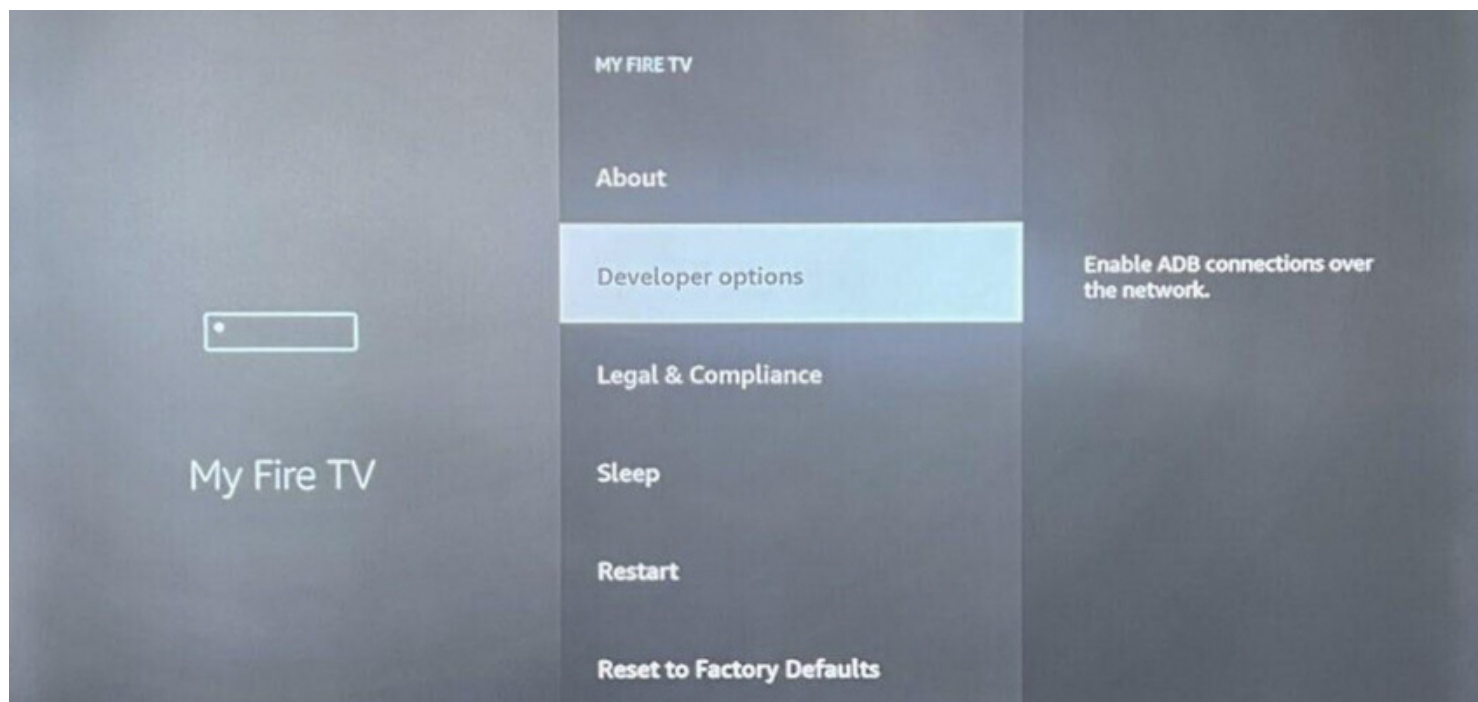 My Fire TV
MY FIRE TV
About
Developer options
Legal & Compliance
Sleep
Restart
Reset to Factory Defaults
Enable ADB connections over
the network.